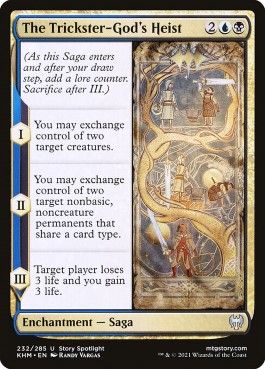 The Trickster-God's Heist 2
(As this Saga enters
and after your draw
step, add a lore counter.
Sacrifice after III.)
I
You may exchange
control of two
target creatures.
II
You may exchange
control of two
target nonbasic,
noncreature
permanents that
share a card type.
III
Target player loses
3 life and you gain
3 life.
Enchantment — Saga
232/285 U Story Spotlight
KHM • EN RANDY VARGAS
mtgstory.com
™ & © 2021 Wizards of the Coast